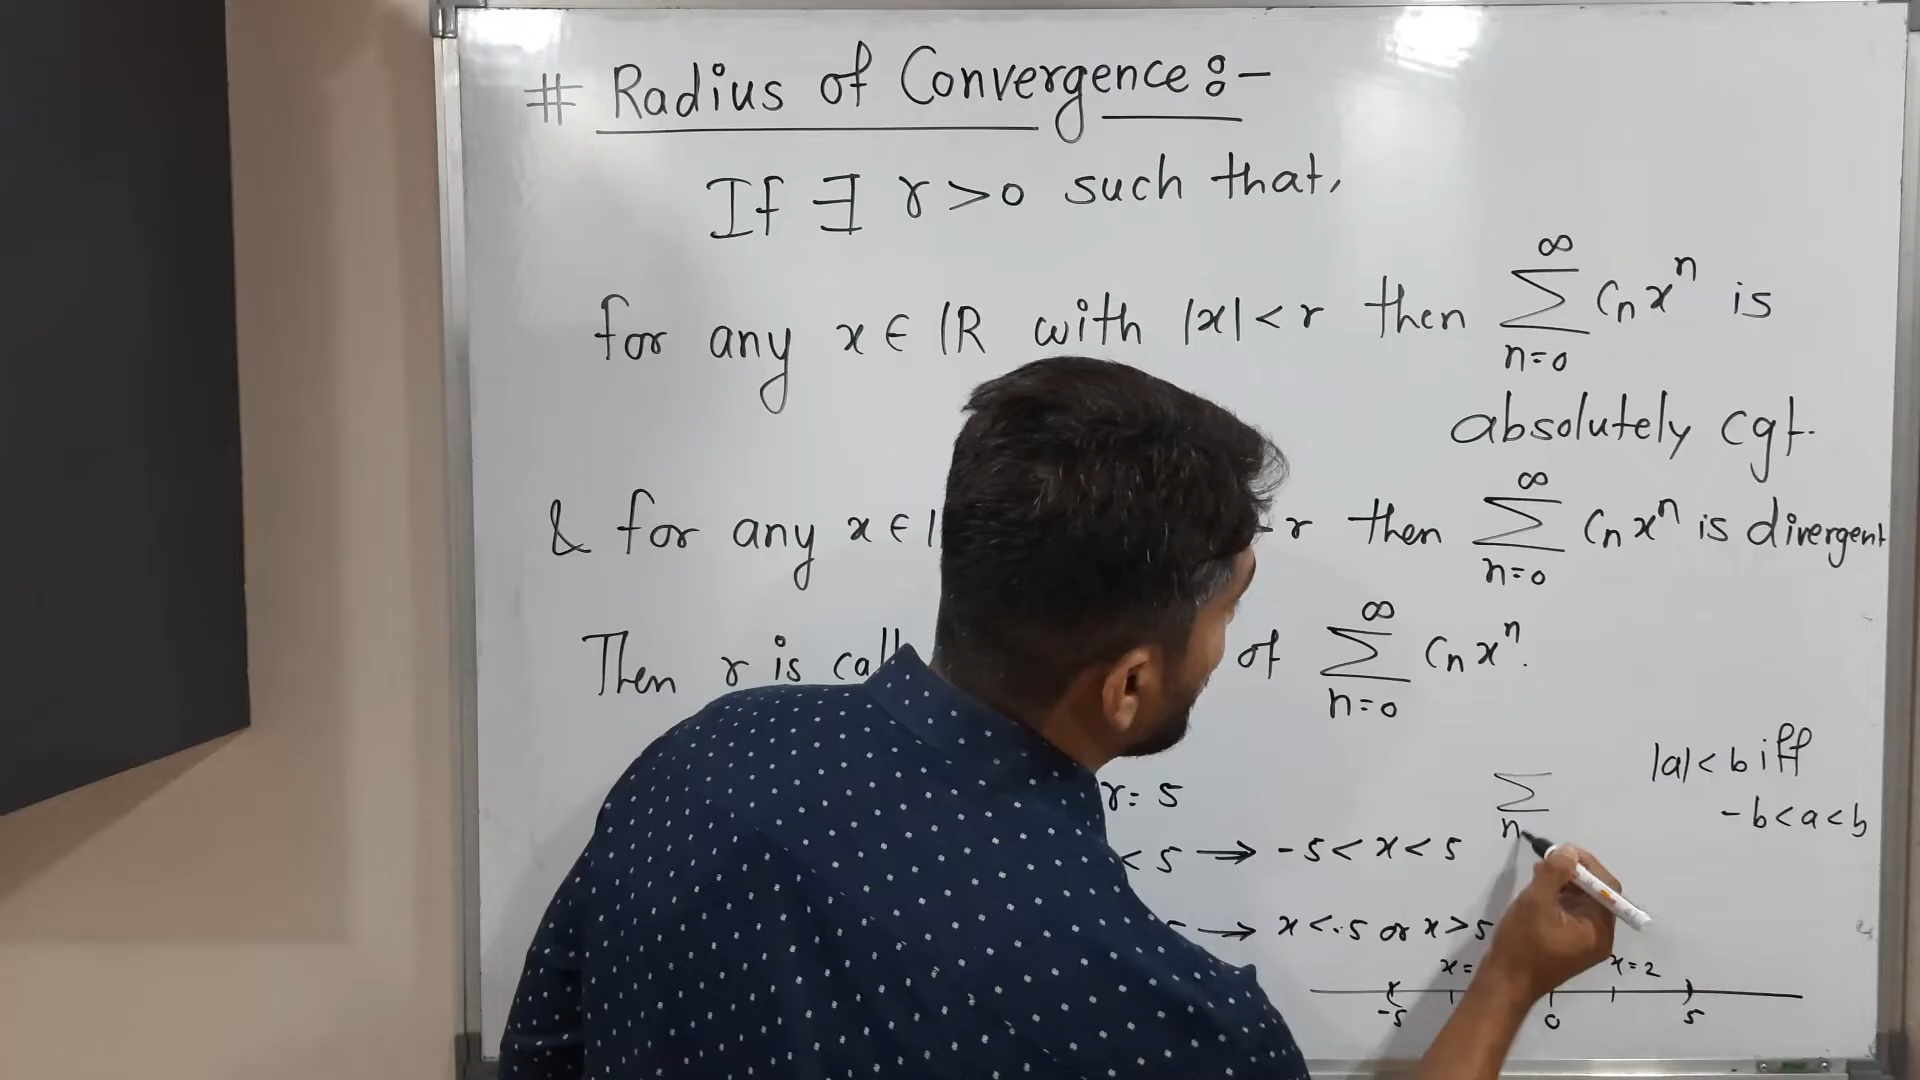 # Radius of Convergence :-
If ∃ r>0 such that,
for any x ∈ IR with |x| < r then ∑_{n=0}^{∞} Cₙxⁿ is
absolutely cgt.
& for any x ∈ r then ∑_{n=0}^{∞} Cₙxⁿ is divergent
Then r is of ∑_{n=0}^{∞} Cₙxⁿ.
r = 5
< 5 → -5 < x < 5
→ x < -5 or x > 5
∑ n
|a| < b iff
-b < a < b
x = x = 2
-5 0 5